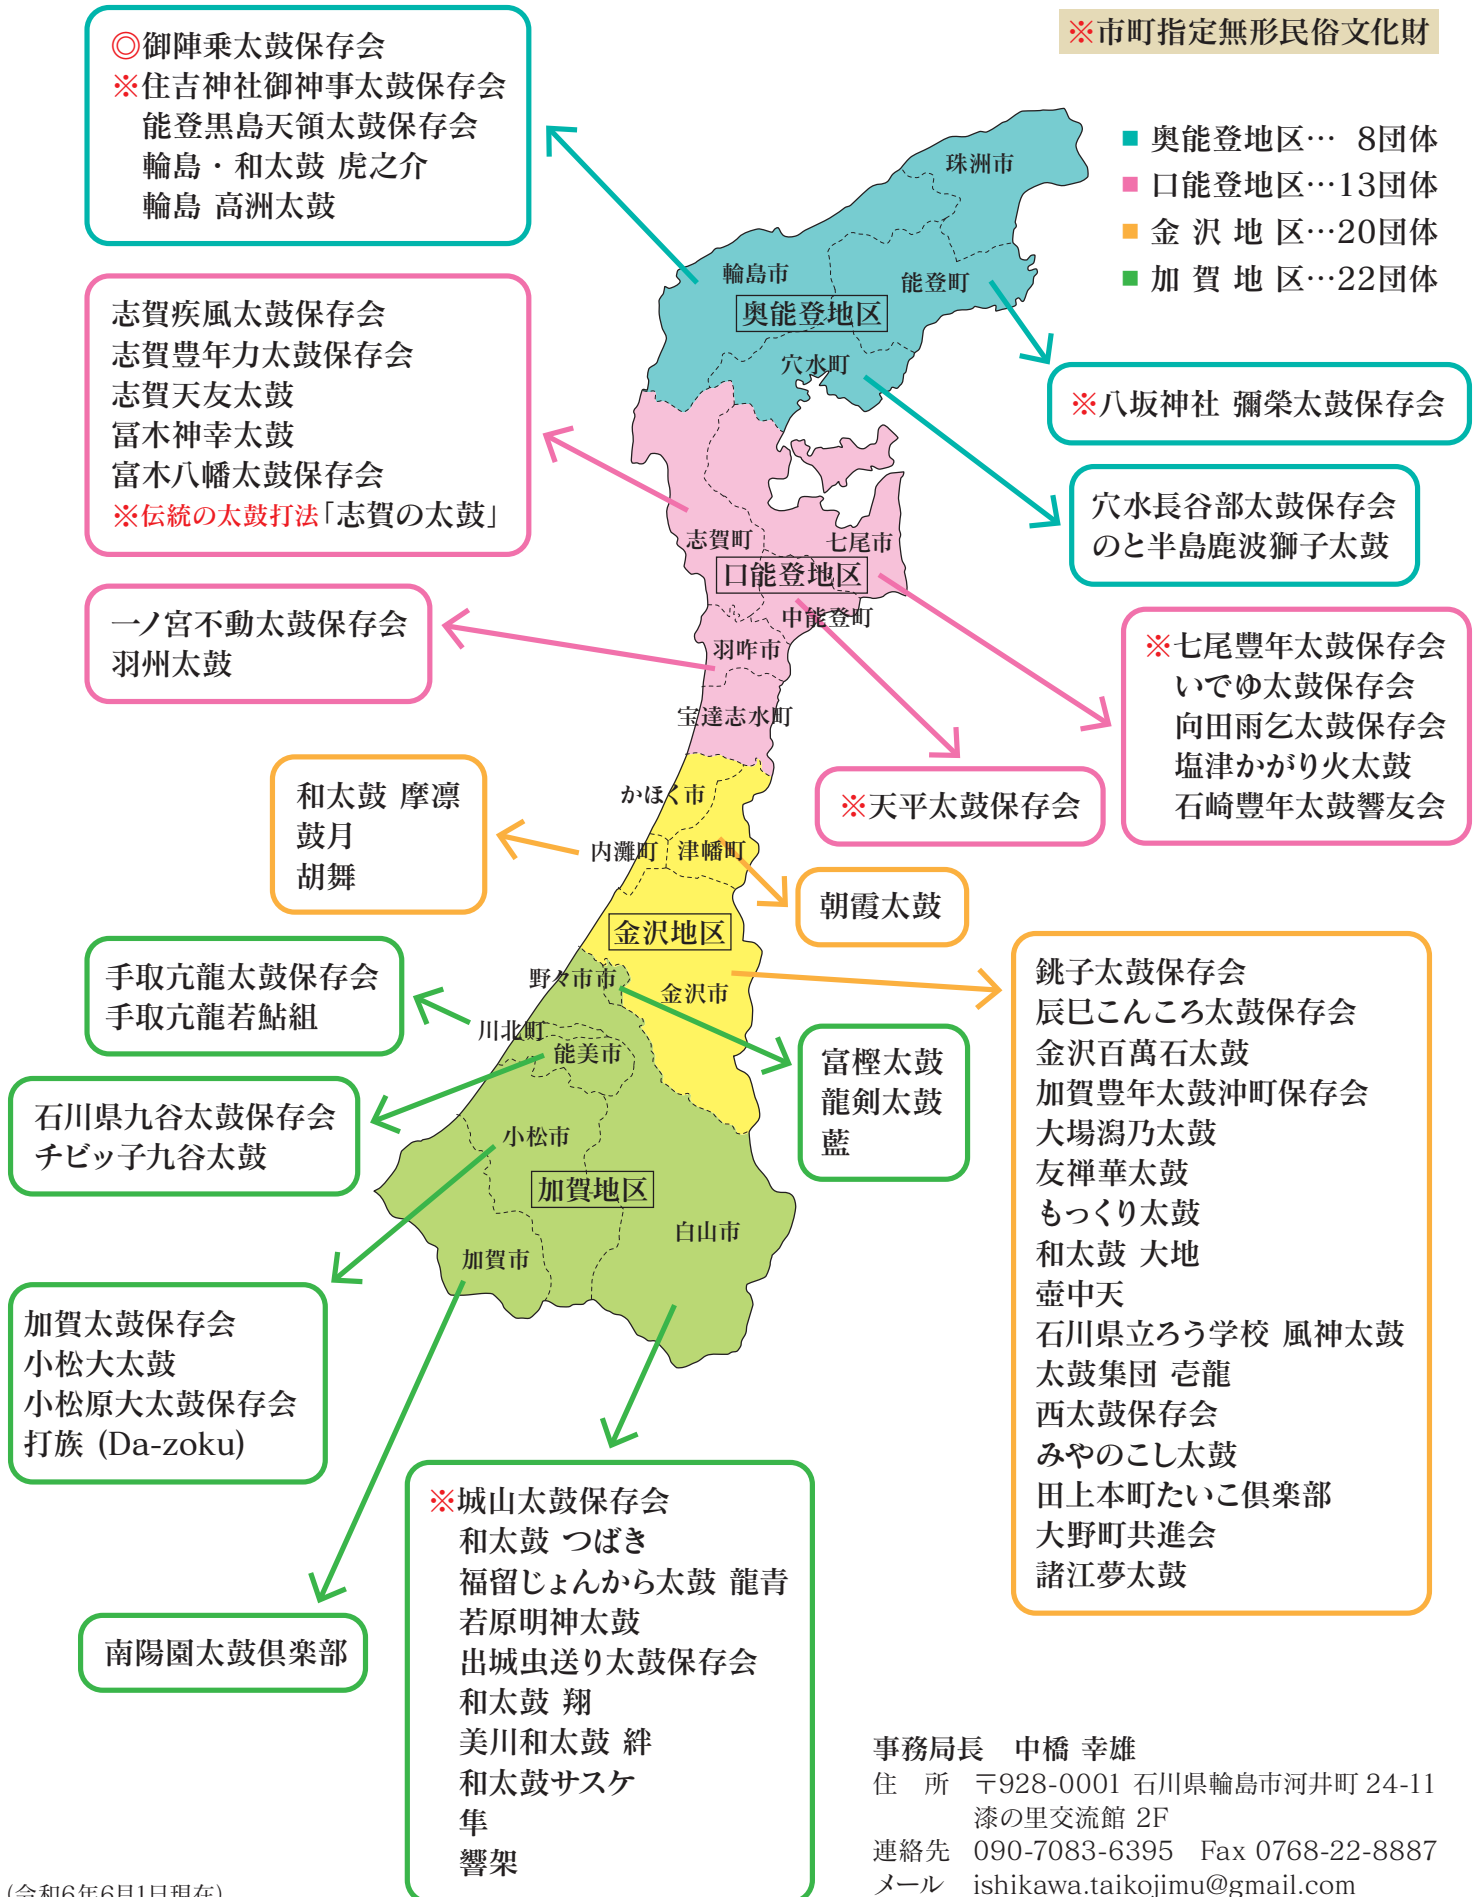 ※市町指定無形民俗文化財
◎御陣乗太鼓保存会
※住吉神社御神事太鼓保存会
能登黒島天領太鼓保存会
輪島・和太鼓 虎之介
輪島 高洲太鼓
■ 奥能登地区… 8団体
■ 口能登地区…13団体
■ 金沢地区…20団体
■ 加賀地区…22団体
珠洲市
輪島市
能登町
奥能登地区
穴水町
※八坂神社 彌榮太鼓保存会
穴水長谷部太鼓保存会
のと半島鹿波獅子太鼓
志賀疾風太鼓保存会
志賀豊年力太鼓保存会
志賀天友太鼓
冨木神幸太鼓
富木八幡太鼓保存会
※伝統の太鼓打法「志賀の太鼓」
志賀町
七尾市
口能登地区
中能登町
羽咋市
宝達志水町
一ノ宮不動太鼓保存会
羽州太鼓
※七尾豊年太鼓保存会
いでゆ太鼓保存会
向田雨乞太鼓保存会
塩津かがり火太鼓
石崎豊年太鼓響友会
※天平太鼓保存会
和太鼓 摩凛
鼓月
胡舞
かほく市
内灘町
津幡町
朝霞太鼓
金沢地区
野々市市
金沢市
手取亢龍太鼓保存会
手取亢龍若鮎組
川北町
能美市
富樫太鼓
龍剣太鼓
藍
銚子太鼓保存会
辰巳こんころ太鼓保存会
金沢百萬石太鼓
加賀豊年太鼓沖町保存会
大場潟乃太鼓
友禅華太鼓
もっくり太鼓
和太鼓 大地
壺中天
石川県立ろう学校 風神太鼓
太鼓集団 壱龍
西太鼓保存会
みやのこし太鼓
田上本町たいこ倶楽部
大野町共進会
諸江夢太鼓
石川県九谷太鼓保存会
チビッ子九谷太鼓
小松市
加賀地区
白山市
加賀市
加賀太鼓保存会
小松大太鼓
小松原大太鼓保存会
打族 (Da-zoku)
南陽園太鼓倶楽部
※城山太鼓保存会
和太鼓 つばき
福留じょんから太鼓 龍青
若原明神太鼓
出城虫送り太鼓保存会
和太鼓 翔
美川和太鼓 絆
和太鼓サスケ
隼
響架
事務局長 中橋 幸雄
住 所 〒928-0001 石川県輪島市河井町 24-11
漆の里交流館 2F
連絡先 090-7083-6395 Fax 0768-22-8887
メール ishikawa.taikojimu@gmail.com
(令和6年6月1日現在)